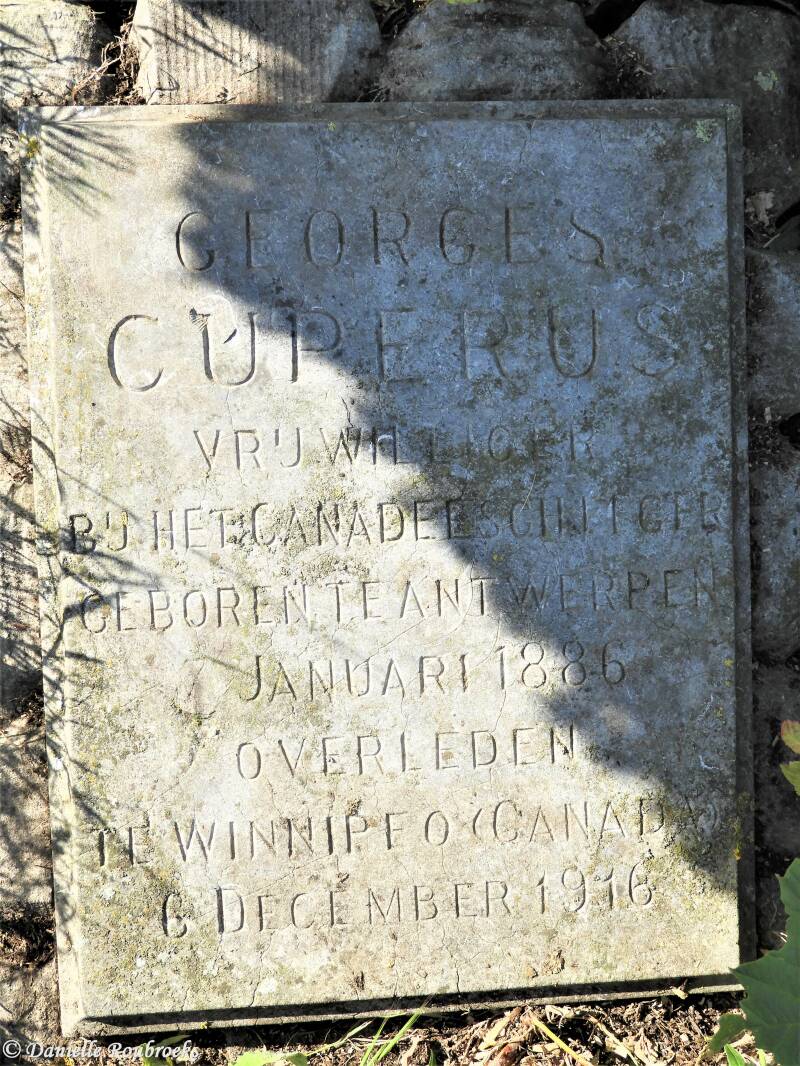 GEORGES
CUPERUS
VRIJWILLIGER
BIJ HET CANADEESCH LEGER
GEBOREN TE ANTWERPEN
JANUARI 1886
OVERLEDEN
TE WINNIPEG (CANADA)
6 DECEMBER 1916
© Danielle Roubroeks